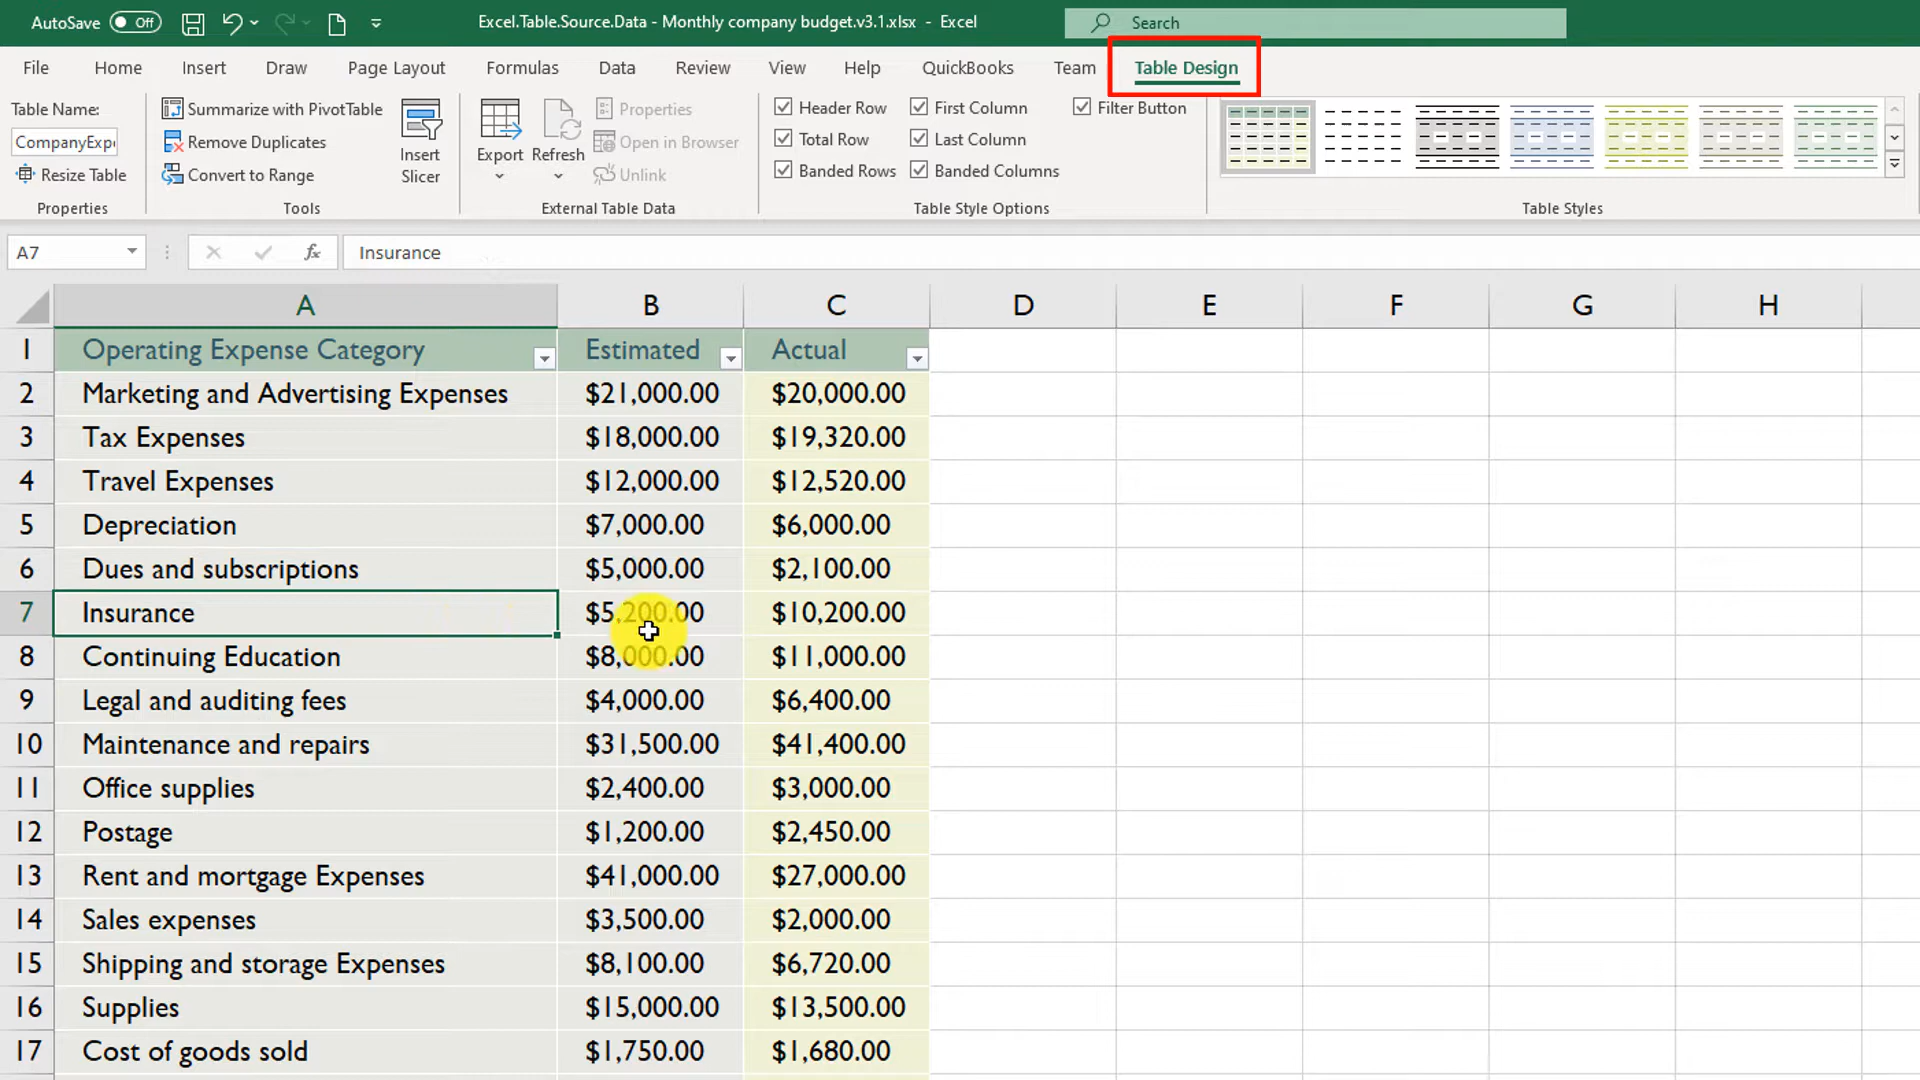 AutoSave Off Excel.Table.Source.Data - Monthly company budget.v3.1.xlsx - Excel Search
File Home Insert Draw Page Layout Formulas Data Review View Help QuickBooks Team Table Design
Table Name: Summarize with PivotTable Properties Header Row First Column Filter Button
CompanyExp Remove Duplicates Insert Slicer Export Refresh Open in Browser Total Row Last Column
Resize Table Convert to Range Unlink Banded Rows Banded Columns
Properties Tools External Table Data Table Style Options Table Styles
A7 fx Insurance
A B C D E F G H
1 Operating Expense Category Estimated Actual
2 Marketing and Advertising Expenses $21,000.00 $20,000.00
3 Tax Expenses $18,000.00 $19,320.00
4 Travel Expenses $12,000.00 $12,520.00
5 Depreciation $7,000.00 $6,000.00
6 Dues and subscriptions $5,000.00 $2,100.00
7 Insurance $5,200.00 $10,200.00
8 Continuing Education $8,000.00 $11,000.00
9 Legal and auditing fees $4,000.00 $6,400.00
10 Maintenance and repairs $31,500.00 $41,400.00
11 Office supplies $2,400.00 $3,000.00
12 Postage $1,200.00 $2,450.00
13 Rent and mortgage Expenses $41,000.00 $27,000.00
14 Sales expenses $3,500.00 $2,000.00
15 Shipping and storage Expenses $8,100.00 $6,720.00
16 Supplies $15,000.00 $13,500.00
17 Cost of goods sold $1,750.00 $1,680.00